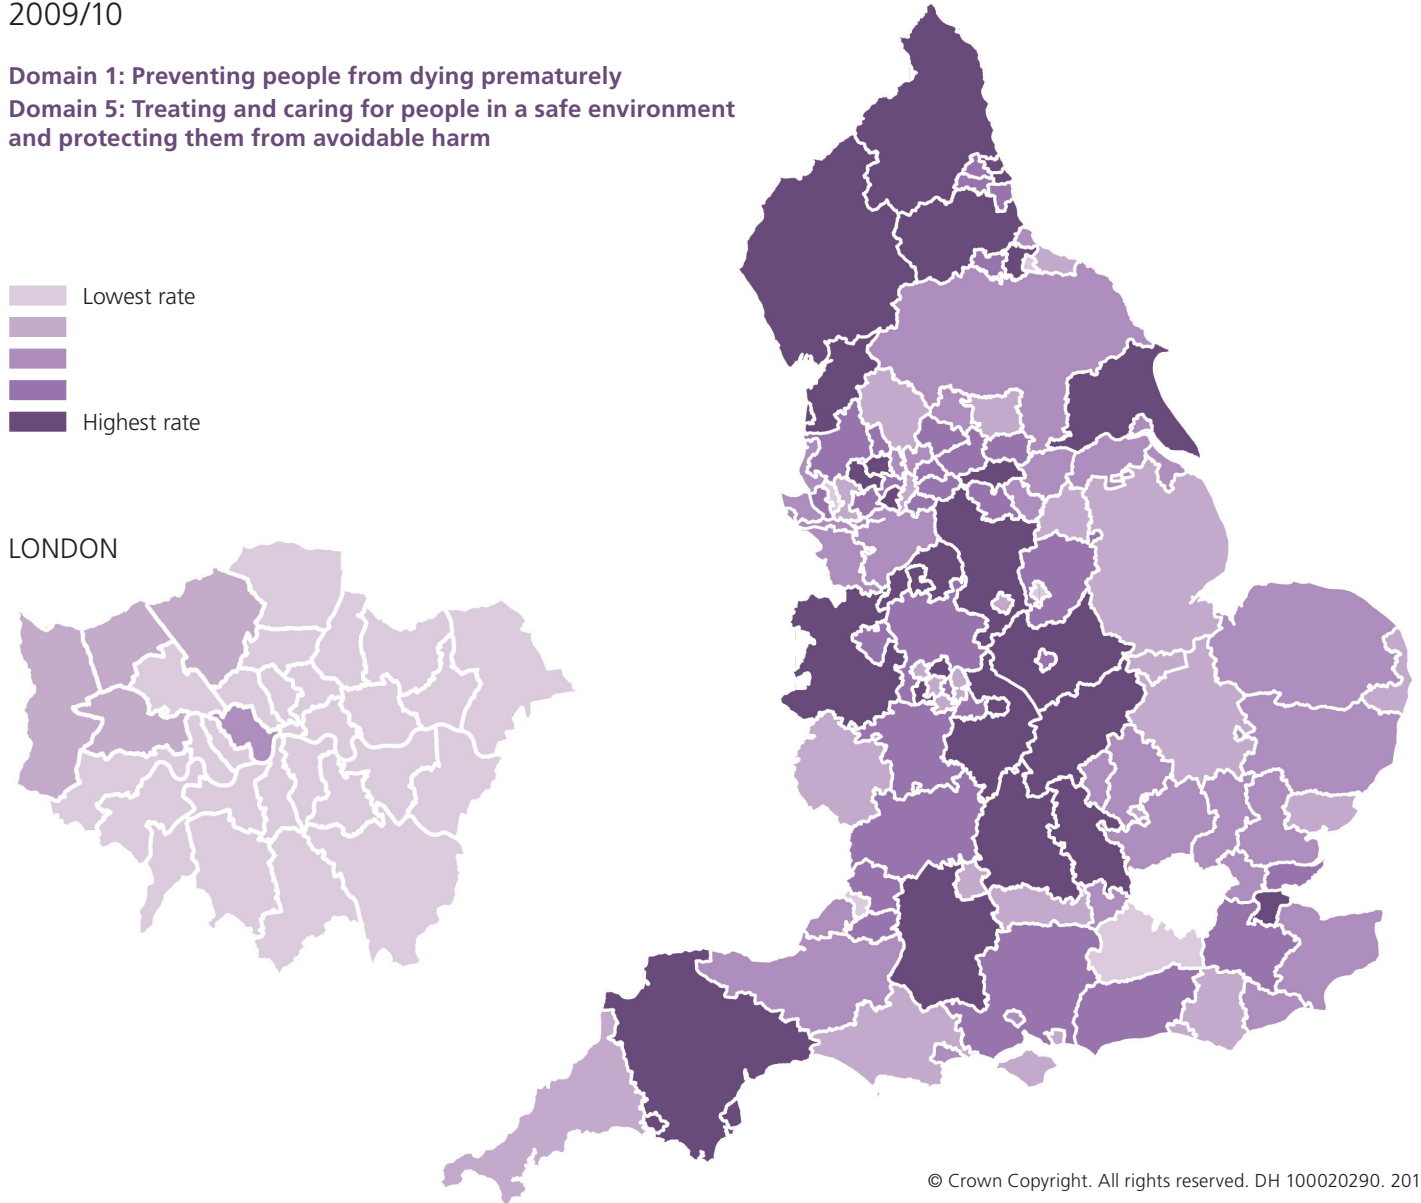 2009/10
Domain 1: Preventing people from dying prematurely
Domain 5: Treating and caring for people in a safe environment
and protecting them from avoidable harm
Lowest rate
Highest rate
LONDON
© Crown Copyright. All rights reserved. DH 100020290. 201